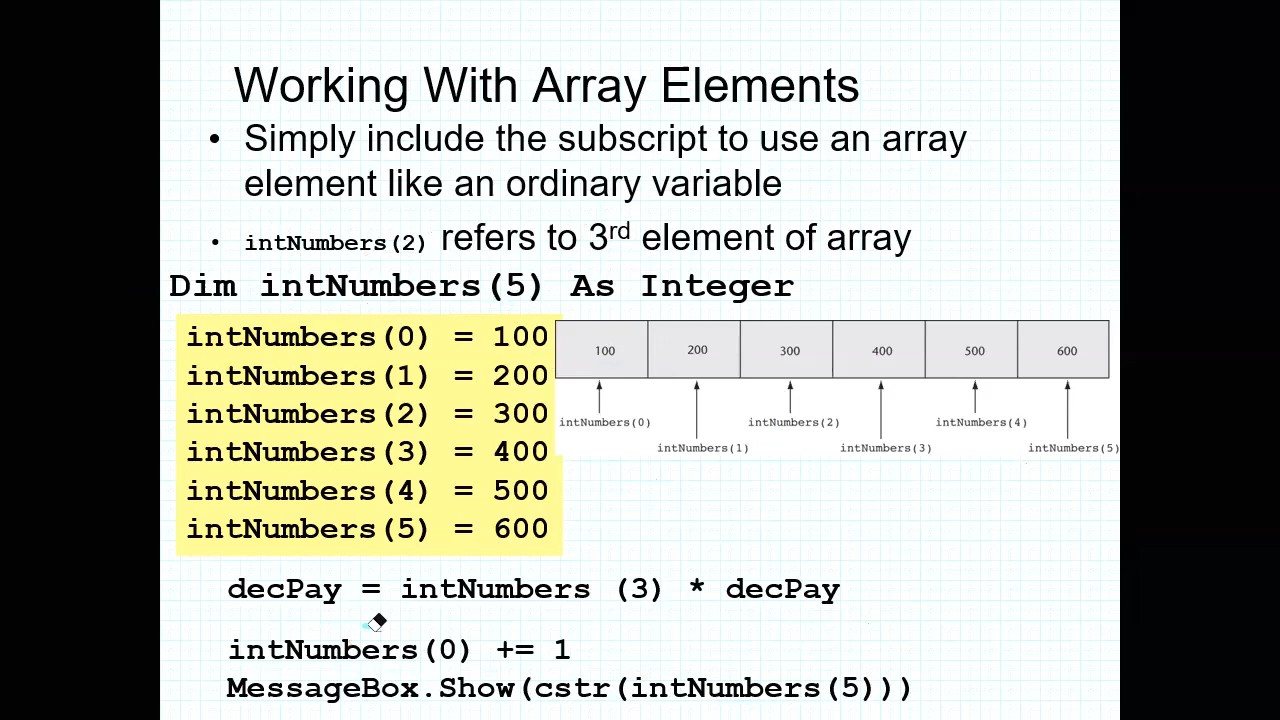 Working With Array Elements
• Simply include the subscript to use an array
element like an ordinary variable
• intNumbers(2) refers to 3rd element of array
Dim intNumbers(5) As Integer
intNumbers(0) = 100
intNumbers(1) = 200
intNumbers(2) = 300
intNumbers(3) = 400
intNumbers(4) = 500
intNumbers(5) = 600
100 200 300 400 500 600
intNumbers(0) intNumbers(2) intNumbers(4)
intNumbers(1) intNumbers(3) intNumbers(5)
decPay = intNumbers (3) * decPay
intNumbers(0) += 1
MessageBox.Show(cstr(intNumbers(5)))